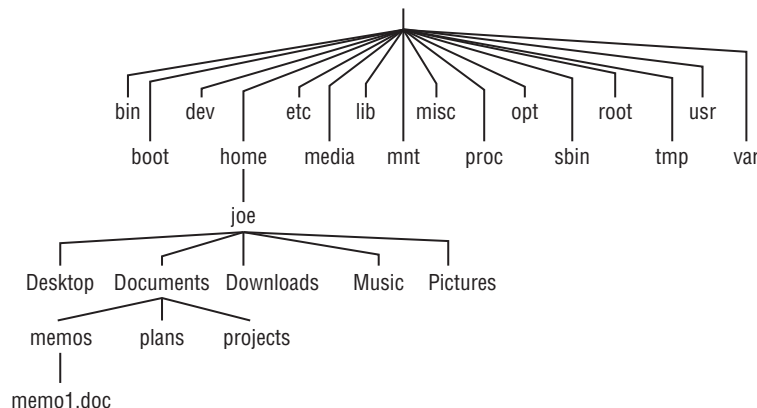 bin dev etc lib misc opt root usr
boot home media mnt proc sbin tmp var
joe
Desktop Documents Downloads Music Pictures
memos plans projects
memo1.doc